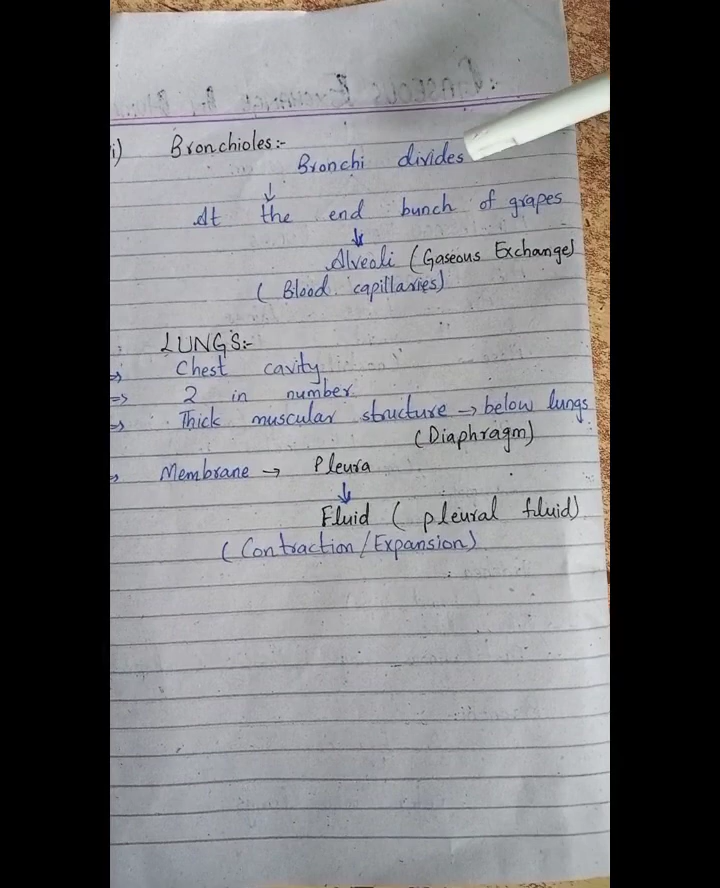 i) Bronchioles:-
Bronchi divides
↓
At the end bunch of grapes
↓
Alveoli (Gaseous Exchange)
( Blood capillaries)
LUNGS:-
⇒ Chest cavity
⇒ 2 in number
⇒ Thick muscular structure → below lungs
(Diaphragm)
⇒ Membrane → Pleura
↓
Fluid ( pleural fluid)
( Contraction/Expansion)